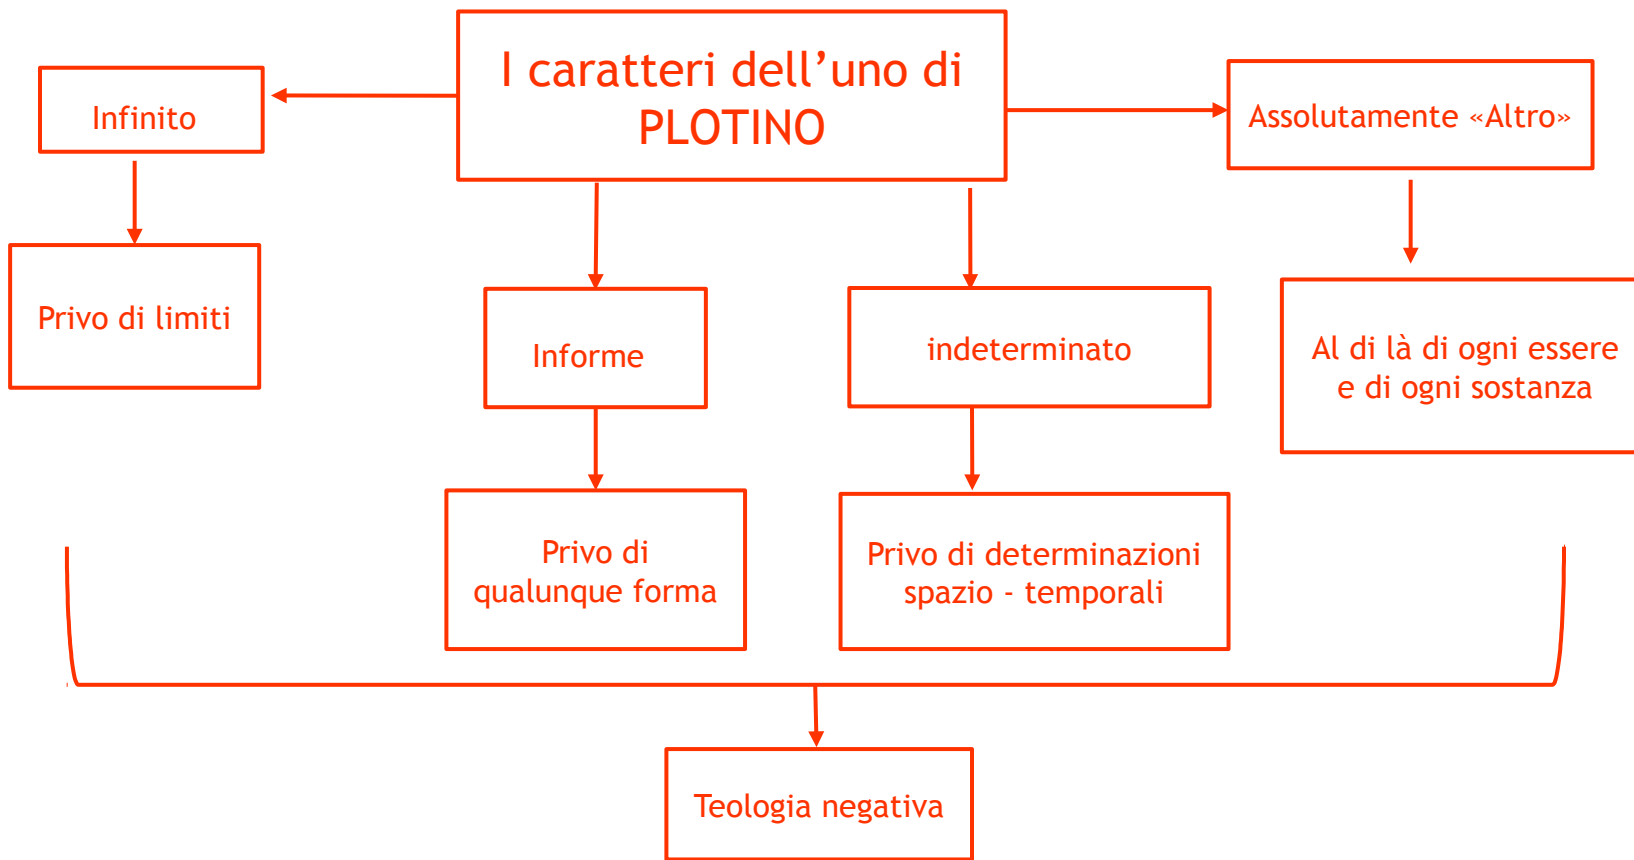 I caratteri dell’uno di
PLOTINO
Infinito
Assolutamente «Altro»
Privo di limiti
Informe
indeterminato
Al di là di ogni essere
e di ogni sostanza
Privo di
qualunque forma
Privo di determinazioni
spazio - temporali
Teologia negativa